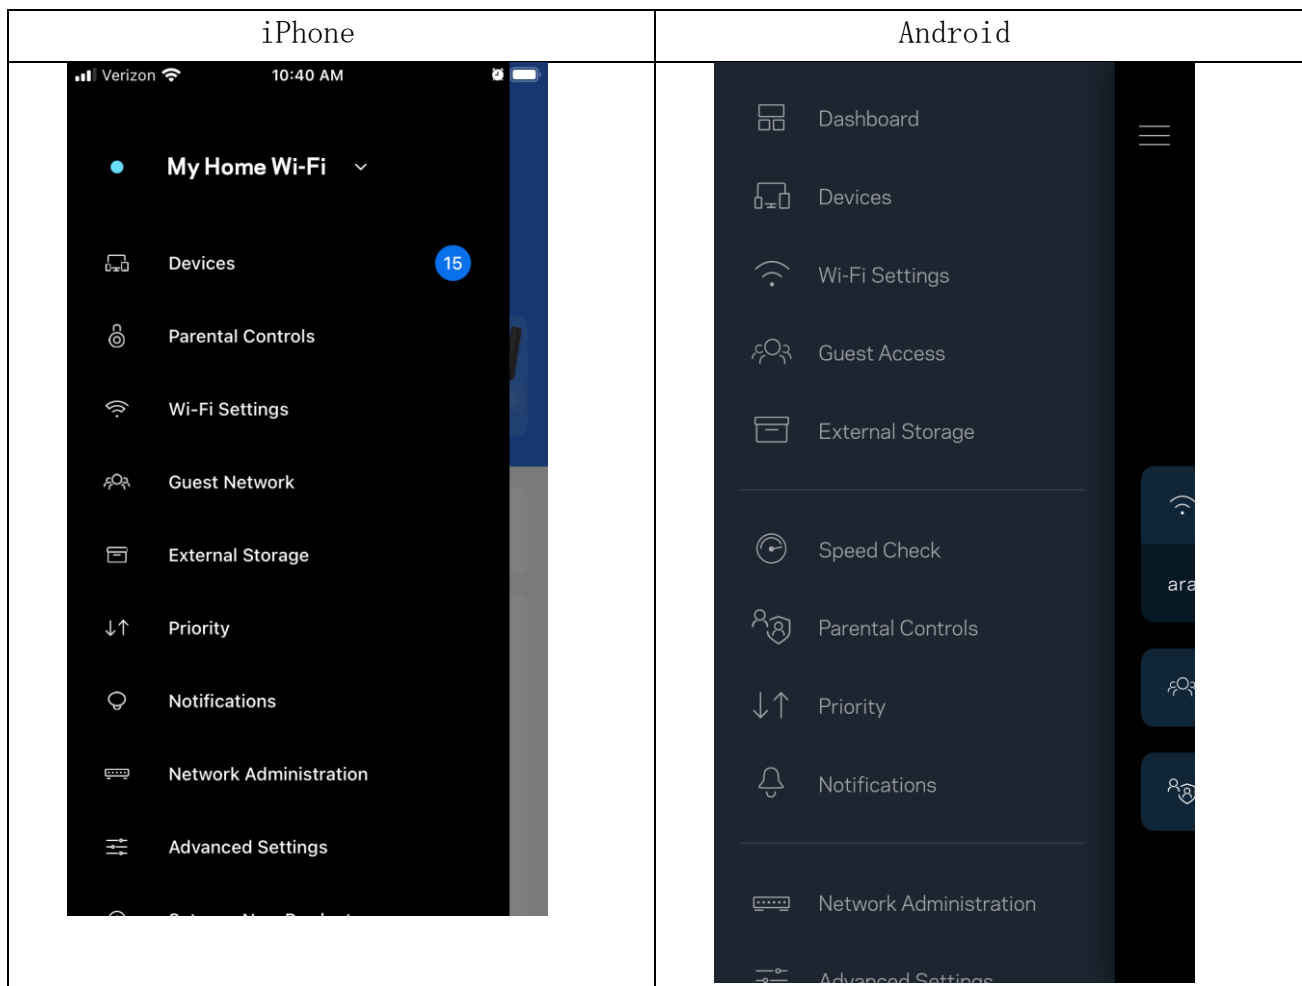 iPhone
Android
Verizon 10:40 AM
My Home Wi-Fi
Devices 15
Parental Controls
Wi-Fi Settings
Guest Network
External Storage
Priority
Notifications
Network Administration
Advanced Settings
Dashboard
Devices
Wi-Fi Settings
Guest Access
External Storage
Speed Check
ara
Parental Controls
Priority
Notifications
Network Administration
Advanced Settings